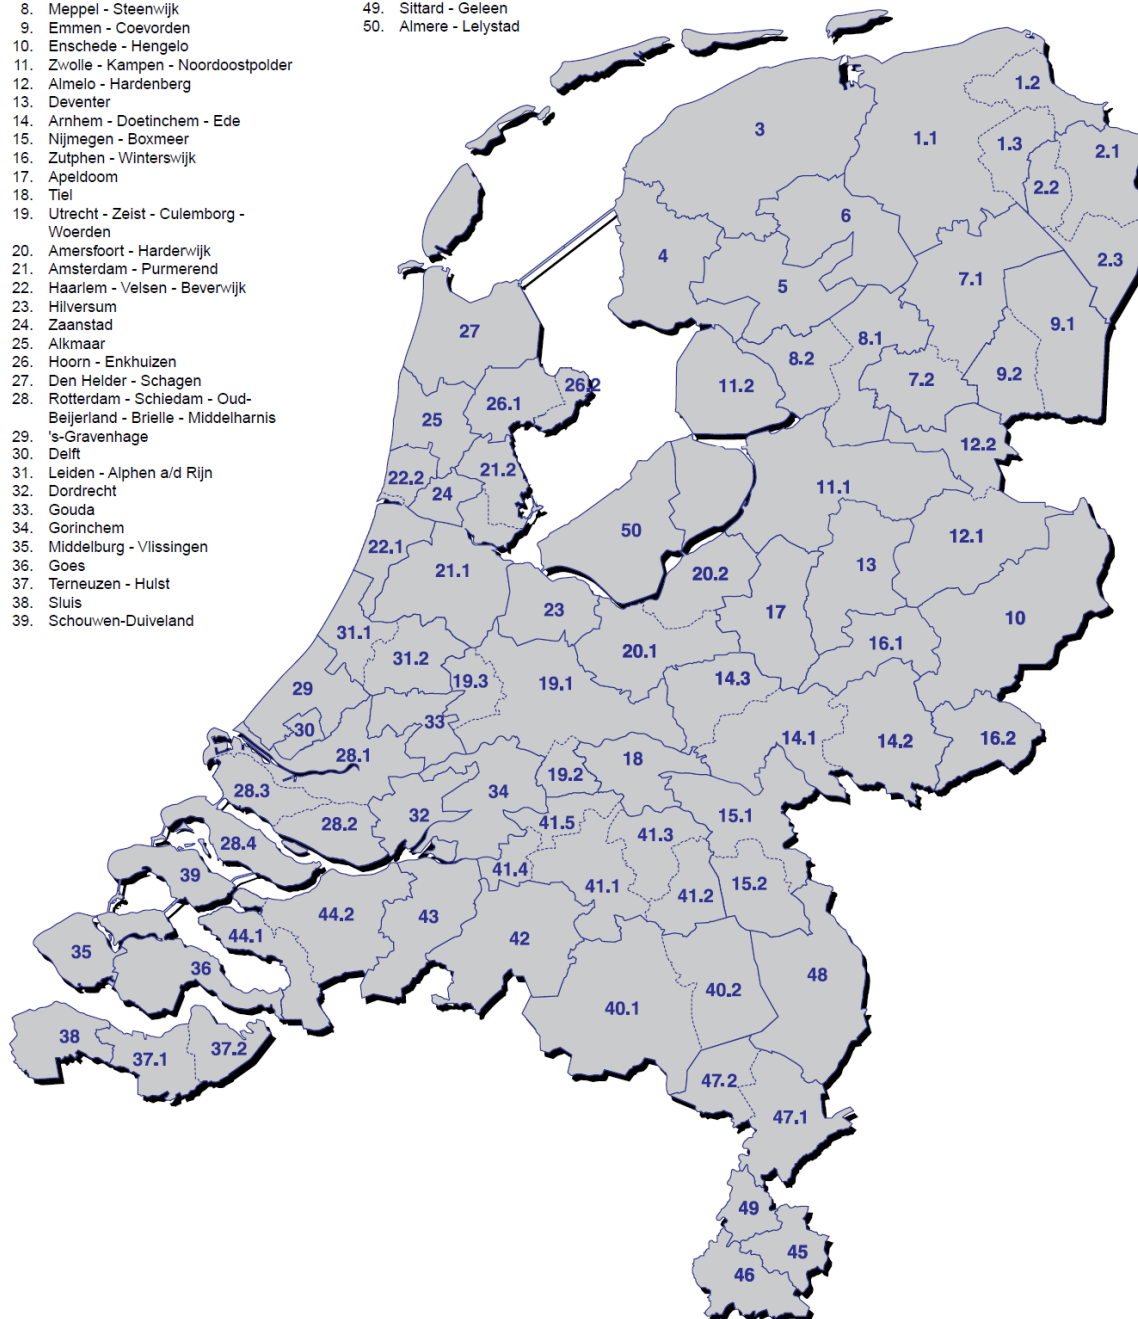 8. Meppel - Steenwijk
9. Emmen - Coevorden
10. Enschede - Hengelo
11. Zwolle - Kampen - Noordoostpolder
12. Almelo - Hardenberg
13. Deventer
14. Arnhem - Doetinchem - Ede
15. Nijmegen - Boxmeer
16. Zutphen - Winterswijk
17. Apeldoorn
18. Tiel
19. Utrecht - Zeist - Culemborg -
Woerden
20. Amersfoort - Harderwijk
21. Amsterdam - Purmerend
22. Haarlem - Velsen - Beverwijk
23. Hilversum
24. Zaanstad
25. Alkmaar
26. Hoorn - Enkhuizen
27. Den Helder - Schagen
28. Rotterdam - Schiedam - Oud-
Beijerland - Brielle - Middelharnis
29. 's-Gravenhage
30. Delft
31. Leiden - Alphen a/d Rijn
32. Dordrecht
33. Gouda
34. Gorinchem
35. Middelburg - Vlissingen
36. Goes
37. Terneuzen - Hulst
38. Sluis
39. Schouwen-Duiveland
49. Sittard - Geleen
50. Almere - Lelystad
1.2
3
1.1
1.3
2.1
2.2
6
4
2.3
7.1
5
9.1
27
8.1
8.2
9.2
7.2
11.2
26.2
26.1
25
12.2
21.2
22.2
24
11.1
50
12.1
22.1
21.1
20.2
13
23
17
10
31.1
16.1
20.1
31.2
14.3
19.3
19.1
29
33
30
14.1
14.2
16.2
28.1
18
19.2
28.3
34
32
15.1
28.2
41.5
41.3
28.4
41.4
39
41.1
41.2
15.2
44.2
43
44.1
42
35
36
48
40.2
40.1
38
37.2
37.1
47.2
47.1
49
45
46